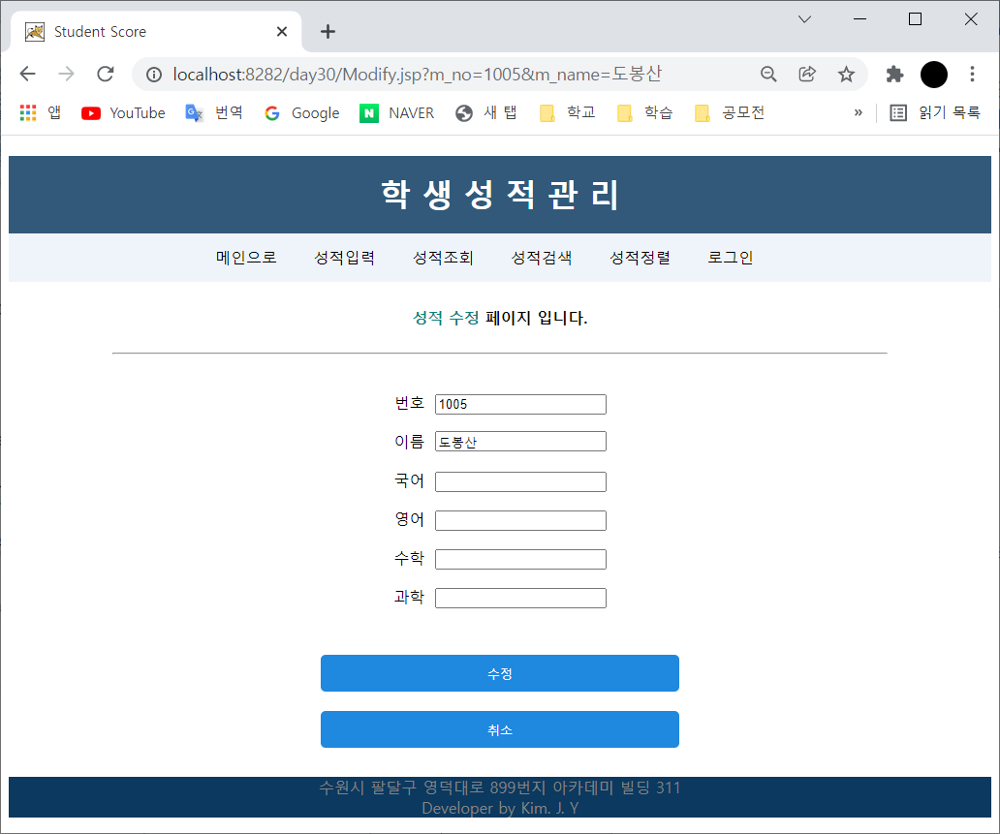 Student Score
localhost:8282/day30/Modify.jsp?m_no=1005&m_name=도봉산
앱 YouTube 번역 Google NAVER 새 탭 학교 학습 공모전 » 읽기 목록
학 생 성 적 관 리
메인으로 성적입력 성적조회 성적검색 성적정렬 로그인
성적 수정 페이지 입니다.
번호 1005
이름 도봉산
국어
영어
수학
과학
수정
취소
수원시 팔달구 영덕대로 899번지 아카데미 빌딩 311
Developer by Kim. J. Y